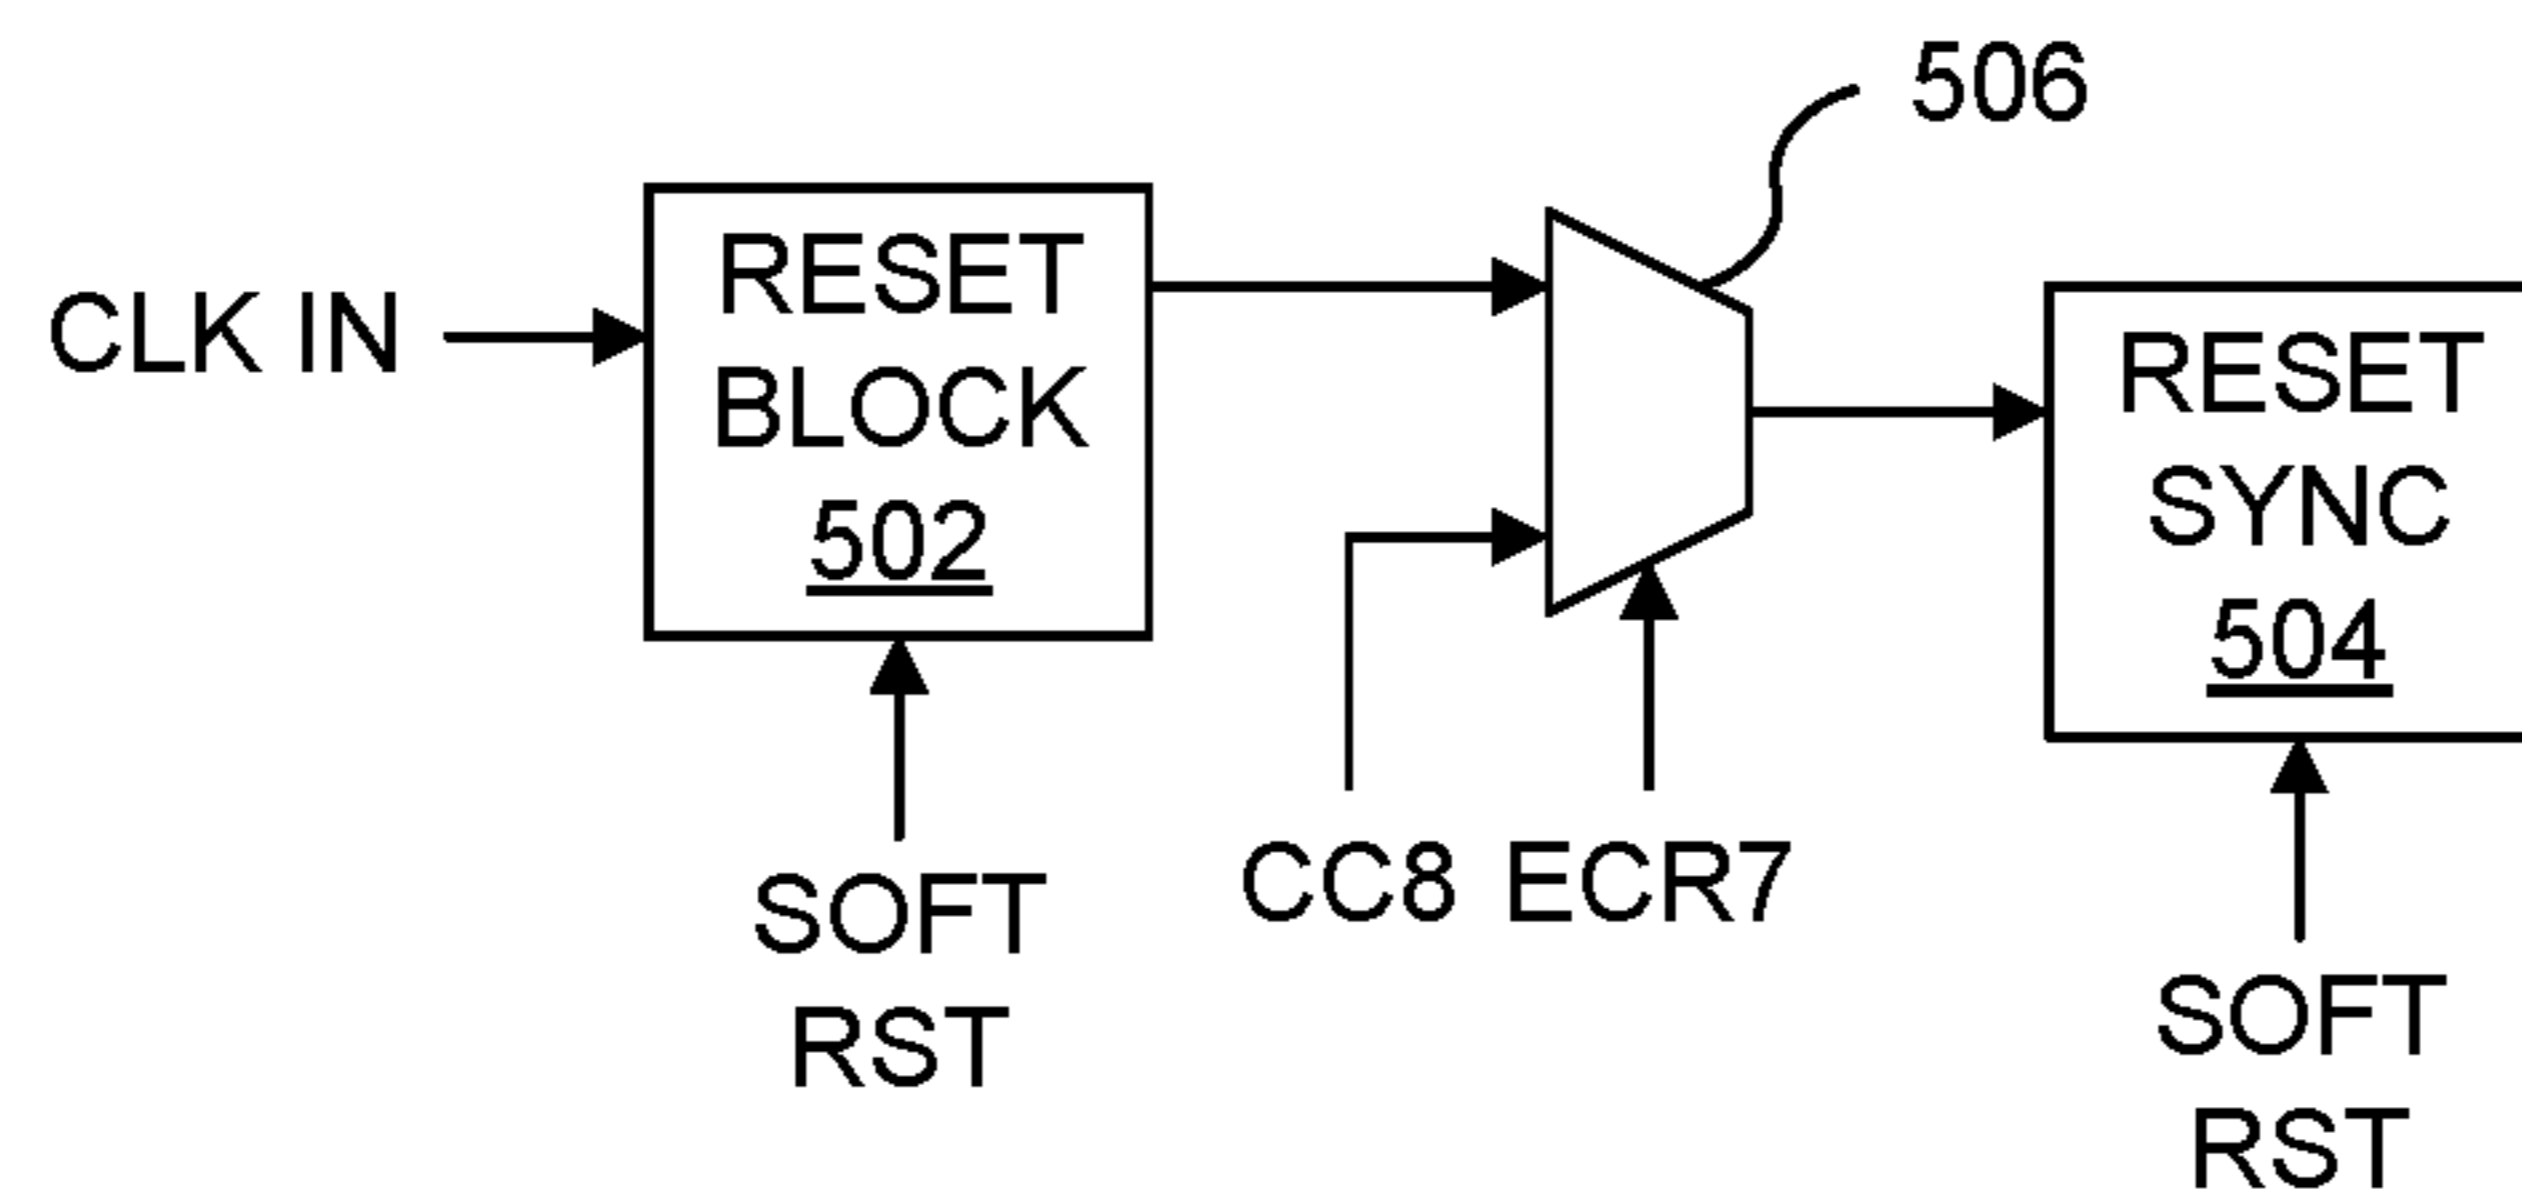 506
CLK IN
RESET
BLOCK
502
RESET
SYNC
504
CC8 ECR7
SOFT
RST
SOFT
RST